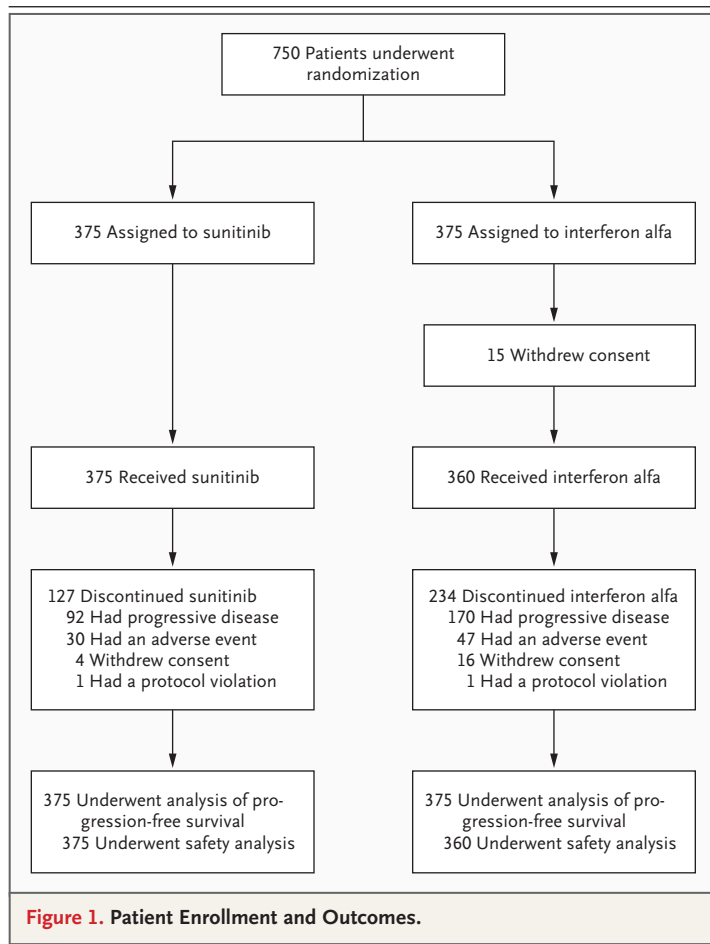 750 Patients underwent
randomization
375 Assigned to sunitinib
375 Assigned to interferon alfa
15 Withdrew consent
375 Received sunitinib
360 Received interferon alfa
127 Discontinued sunitinib
92 Had progressive disease
30 Had an adverse event
4 Withdrew consent
1 Had a protocol violation
234 Discontinued interferon alfa
170 Had progressive disease
47 Had an adverse event
16 Withdrew consent
1 Had a protocol violation
375 Underwent analysis of pro-
gression-free survival
375 Underwent safety analysis
375 Underwent analysis of pro-
gression-free survival
360 Underwent safety analysis
Figure 1. Patient Enrollment and Outcomes.